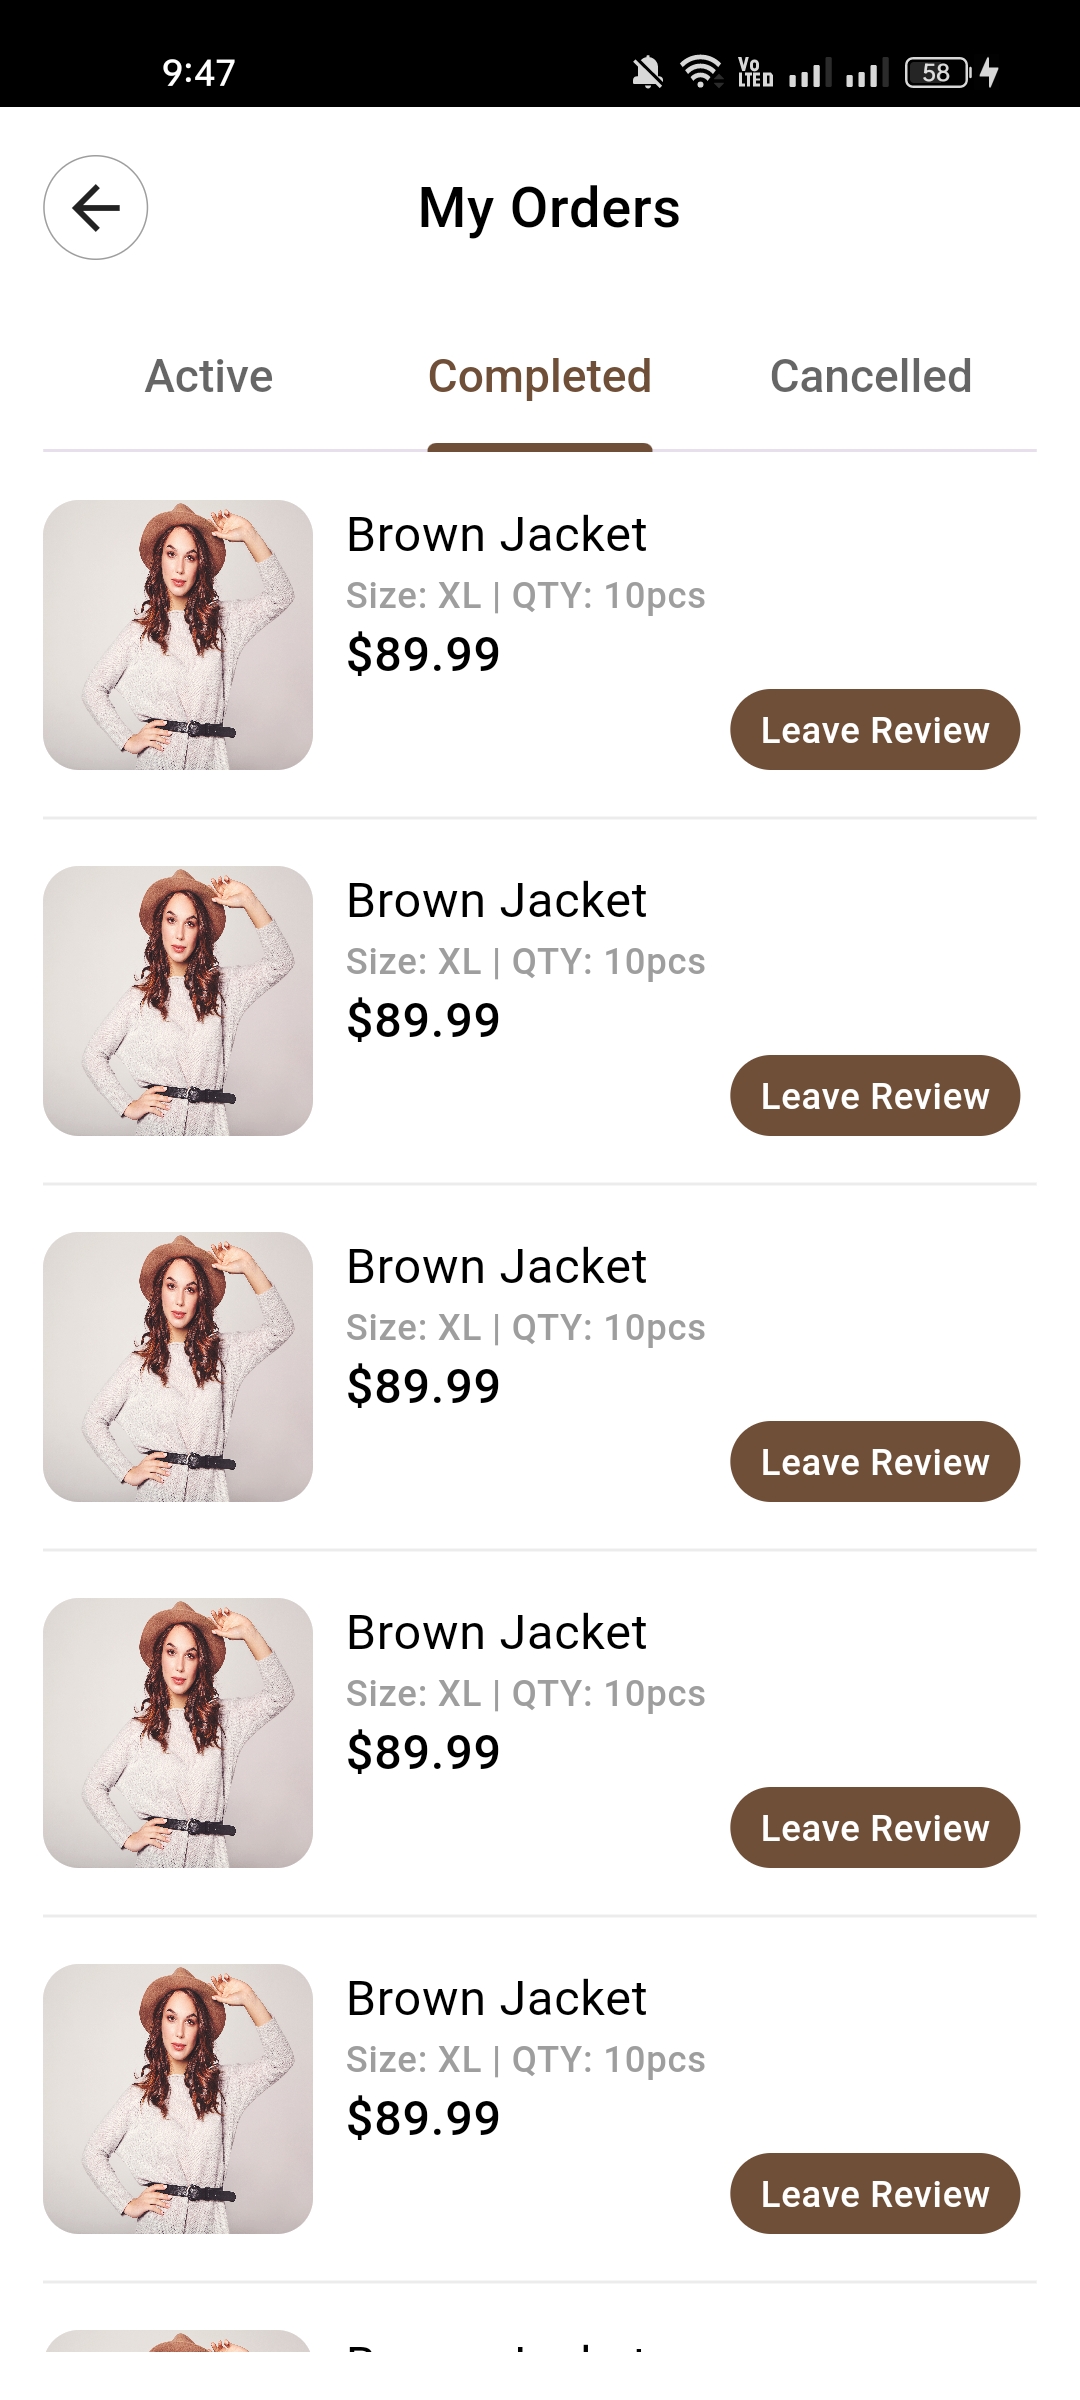 9:47
Vo
LTED
58
My Orders
Active
Completed
Cancelled
Brown Jacket
Size: XL | QTY: 10pcs
$89.99
Leave Review
Brown Jacket
Size: XL | QTY: 10pcs
$89.99
Leave Review
Brown Jacket
Size: XL | QTY: 10pcs
$89.99
Leave Review
Brown Jacket
Size: XL | QTY: 10pcs
$89.99
Leave Review
Brown Jacket
Size: XL | QTY: 10pcs
$89.99
Leave Review